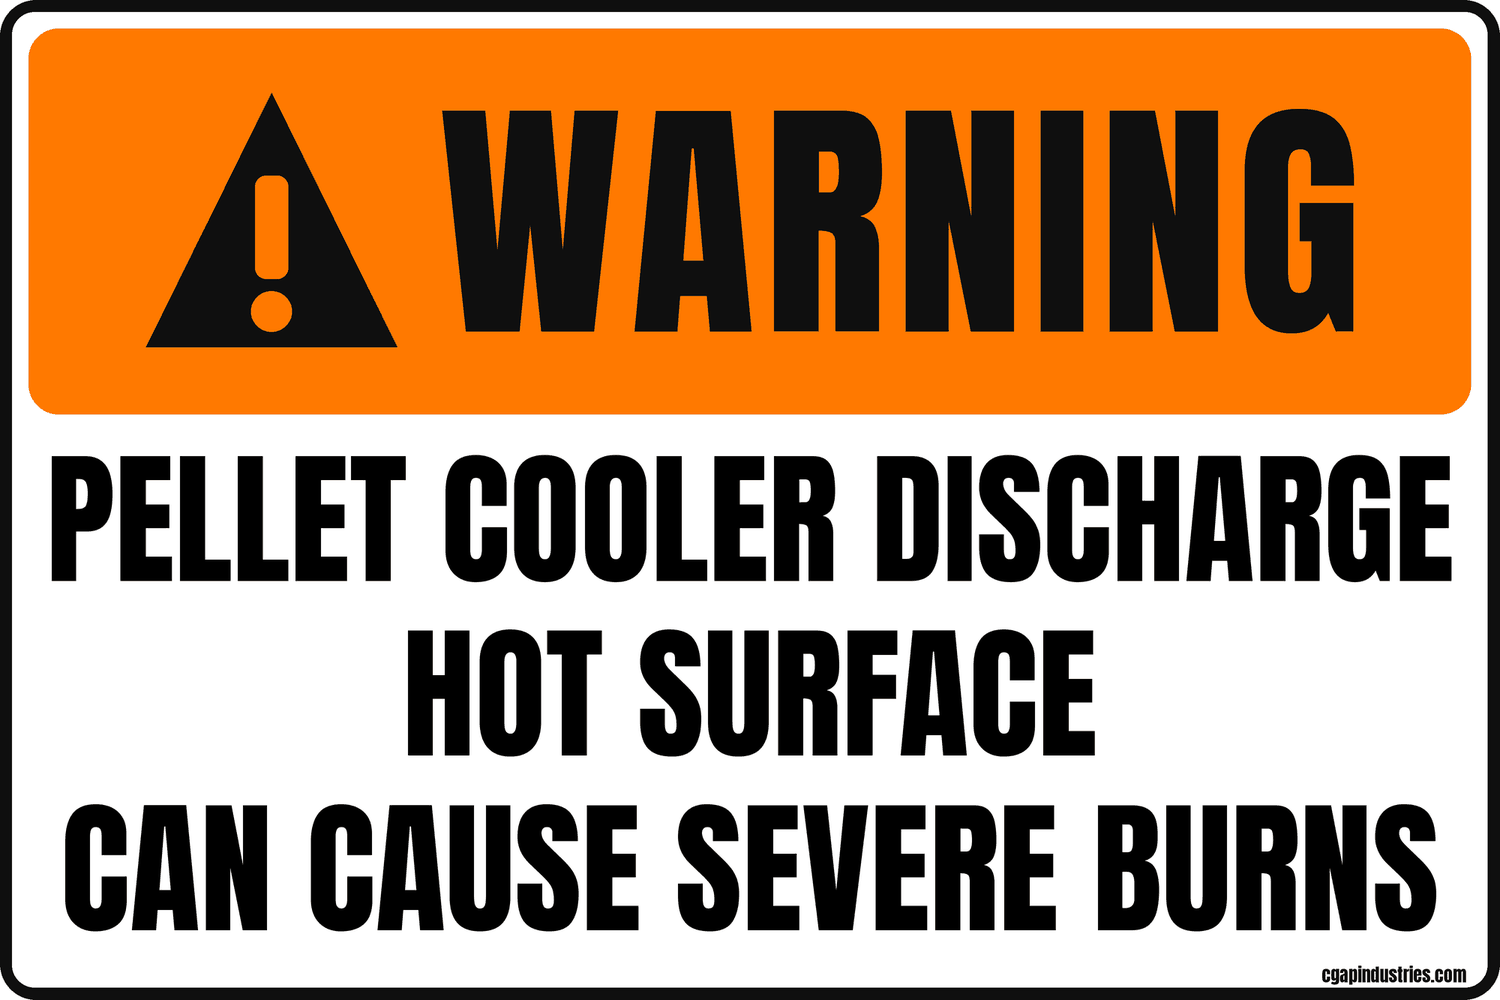 WARNING
PELLET COOLER DISCHARGE
HOT SURFACE
CAN CAUSE SEVERE BURNS
cgapindustries.com